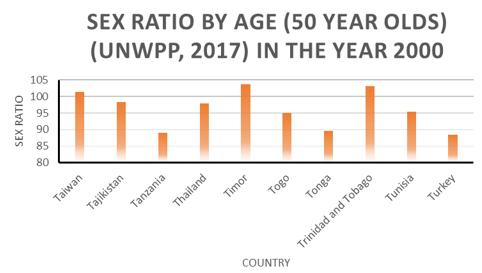 SEX RATIO BY AGE (50 YEAR OLDS)
(UNWPP, 2017) IN THE YEAR 2000
105
100
95
90
85
80
SEX RATIO
Taiwan
Tajikistan
Tanzania
Thailand
Timor
Togo
Tonga
Trinidad and Tobago
Tunisia
Turkey
COUNTRY